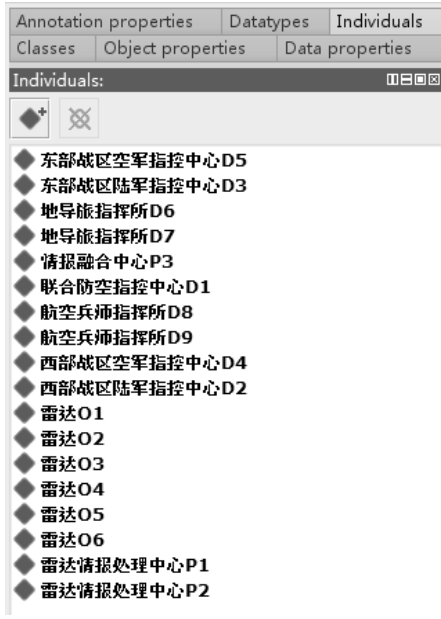 Annotation properties Datatypes Individuals
Classes Object properties Data properties
Individuals:
东部战区空军指控中心D5
东部战区陆军指控中心D3
地导旅指挥所D6
地导旅指挥所D7
情报融合中心P3
联合防空指控中心D1
航空兵师指挥所D8
航空兵师指挥所D9
西部战区空军指控中心D4
西部战区陆军指控中心D2
雷达O1
雷达O2
雷达O3
雷达O4
雷达O5
雷达O6
雷达情报处理中心P1
雷达情报处理中心P2